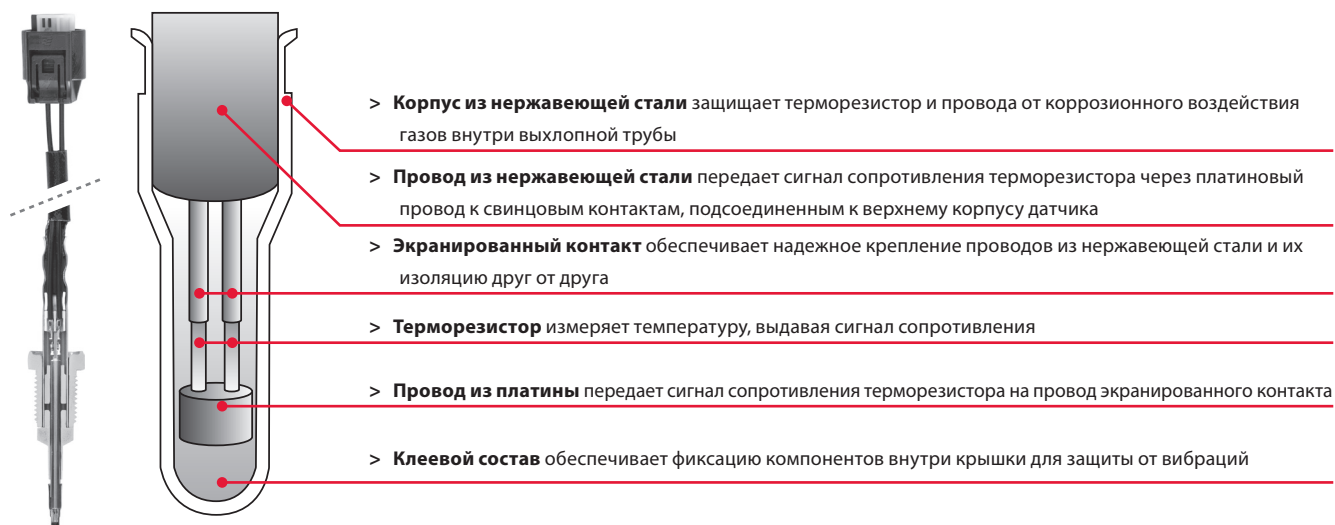 > Корпус из нержавеющей стали защищает терморезистор и провода от коррозионного воздействия
газов внутри выхлопной трубы
> Провод из нержавеющей стали передает сигнал сопротивления терморезистора через платиновый
провод к свинцовым контактам, подсоединенным к верхнему корпусу датчика
> Экранированный контакт обеспечивает надежное крепление проводов из нержавеющей стали и их
изоляцию друг от друга
> Терморезистор измеряет температуру, выдавая сигнал сопротивления
> Провод из платины передает сигнал сопротивления терморезистора на провод экранированного контакта
> Клеевой состав обеспечивает фиксацию компонентов внутри крышки для защиты от вибраций